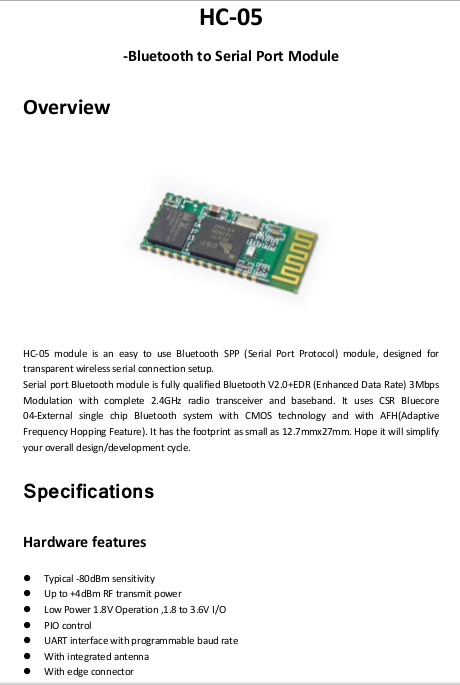 HC-05
-Bluetooth to Serial Port Module
Overview
HC-05 module is an easy to use Bluetooth SPP (Serial Port Protocol) module, designed for
transparent wireless serial connection setup.
Serial port Bluetooth module is fully qualified Bluetooth V2.0+EDR (Enhanced Data Rate) 3Mbps
Modulation with complete 2.4GHz radio transceiver and baseband. It uses CSR Bluecore
04-External single chip Bluetooth system with CMOS technology and with AFH(Adaptive
Frequency Hopping Feature). It has the footprint as small as 12.7mmx27mm. Hope it will simplify
your overall design/development cycle.
Specifications
Hardware features
● Typical -80dBm sensitivity
● Up to +4dBm RF transmit power
● Low Power 1.8V Operation ,1.8 to 3.6V I/O
● PIO control
● UART interface with programmable baud rate
● With integrated antenna
● With edge connector